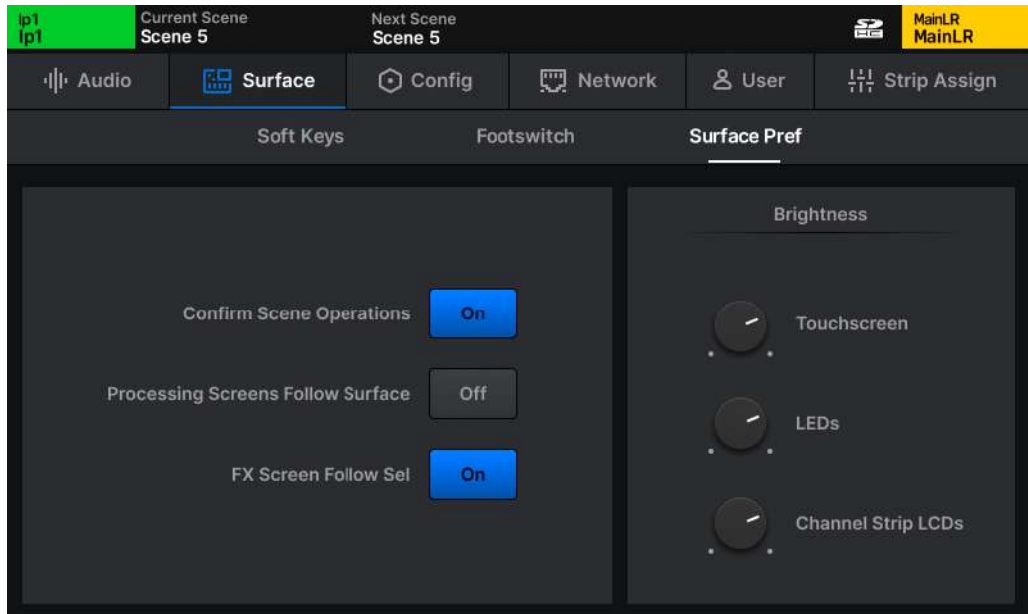 Ip1
Ip1
Current Scene
Scene 5
Next Scene
Scene 5
MainLR
MainLR
Audio
Surface
Config
Network
User
Strip Assign
Soft Keys
Footswitch
Surface Pref
Confirm Scene Operations
On
Processing Screens Follow Surface
Off
FX Screen Follow Sel
On
Brightness
Touchscreen
LEDs
Channel Strip LCDs